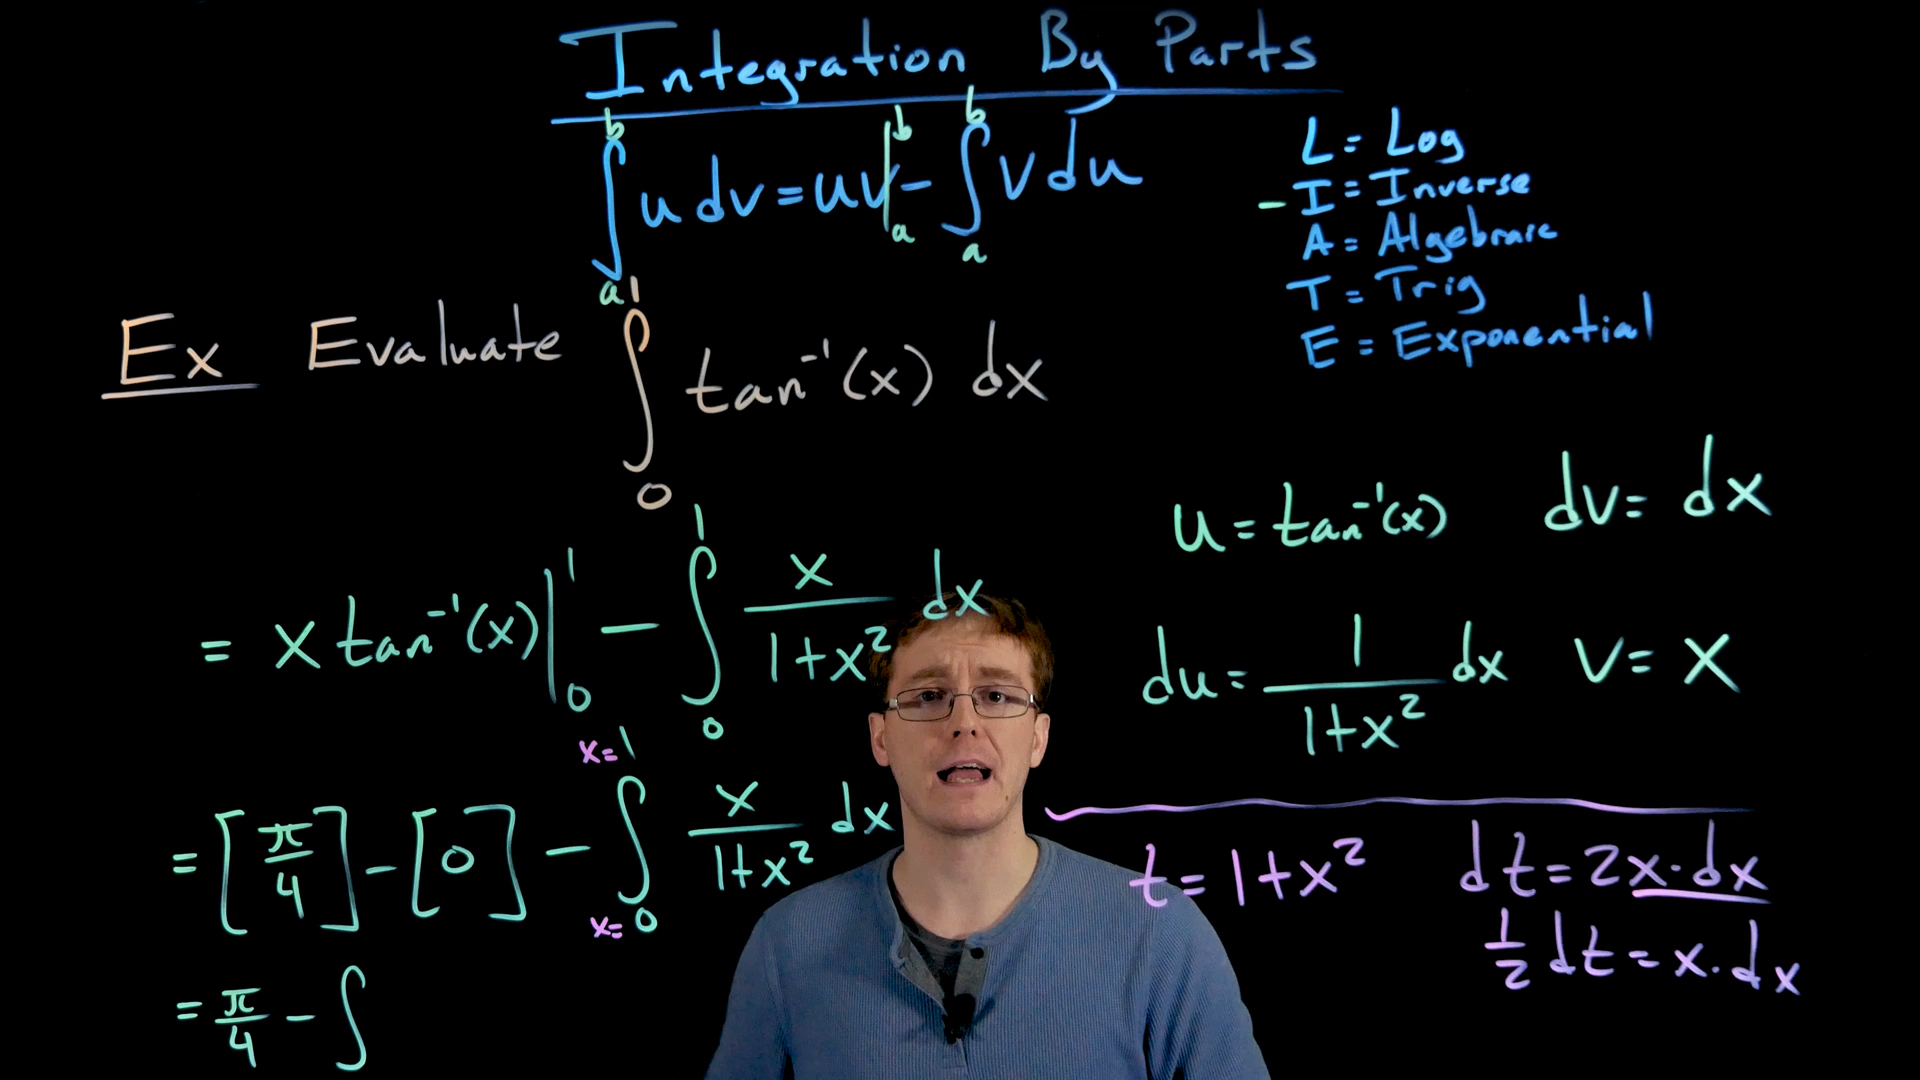 Integration By Parts
∫_a^b u dv = uv |_a^b - ∫_a^b v du
L = Log
- I = Inverse
A = Algebraic
T = Trig
E = Exponential
Ex Evaluate ∫_0^1 tan⁻¹(x) dx
u = tan⁻¹(x) dv = dx
du = 1/(1+x²) dx v = x
= x tan⁻¹(x) |_0^1 - ∫_0^1 x/(1+x²) dx
= [π/4] - [0] - ∫_{x=0}^{x=1} x/(1+x²) dx
t = 1+x² dt = 2x·dx
1/2 dt = x·dx
= π/4 - ∫